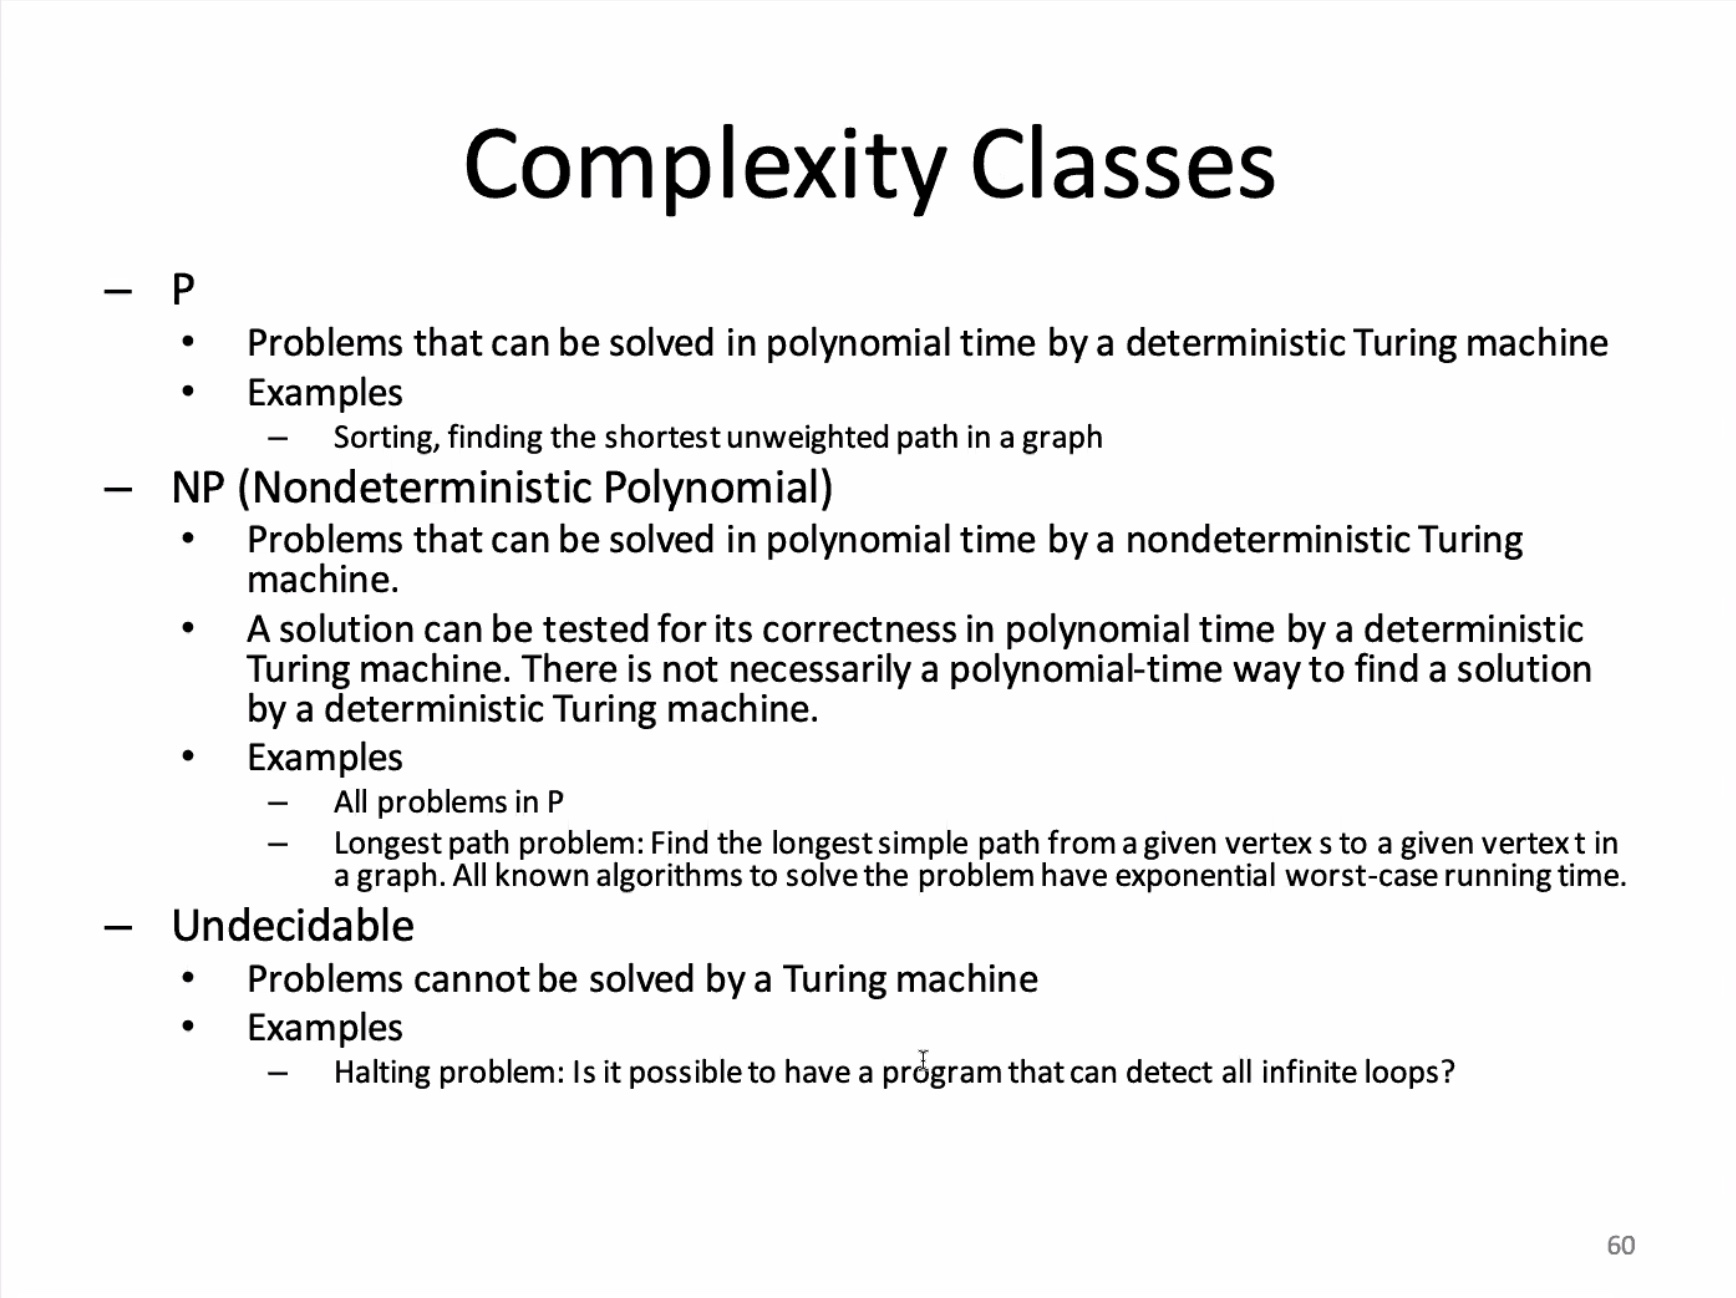 Complexity Classes
– P
• Problems that can be solved in polynomial time by a deterministic Turing machine
• Examples
– Sorting, finding the shortest unweighted path in a graph
– NP (Nondeterministic Polynomial)
• Problems that can be solved in polynomial time by a nondeterministic Turing
machine.
• A solution can be tested for its correctness in polynomial time by a deterministic
Turing machine. There is not necessarily a polynomial-time way to find a solution
by a deterministic Turing machine.
• Examples
– All problems in P
– Longest path problem: Find the longest simple path from a given vertex s to a given vertex t in
a graph. All known algorithms to solve the problem have exponential worst-case running time.
– Undecidable
• Problems cannot be solved by a Turing machine
• Examples
– Halting problem: Is it possible to have a program that can detect all infinite loops?
60